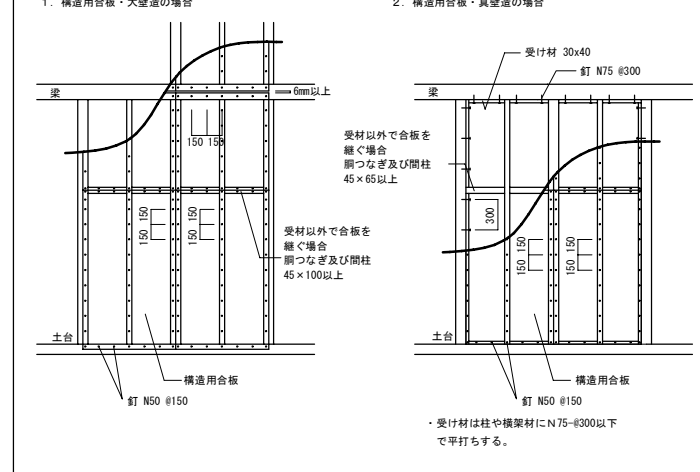 1. 構造用合板・大壁造の場合
梁
6mm以上
150 150
150
150
150
150
受材以外で合板を
継ぐ場合
胴つなぎ及び間柱
45×100以上
土台
構造用合板
釘 N50 @150
2. 構造用合板・真壁造の場合
受け材 30x40
釘 N75 @300
梁
受材以外で合板を
継ぐ場合
胴つなぎ及び間柱
45×65以上
300
150
150
150
150
土台
構造用合板
釘 N50 @150
・受け材は柱や横架材にN75-@300以下
で平打ちする。